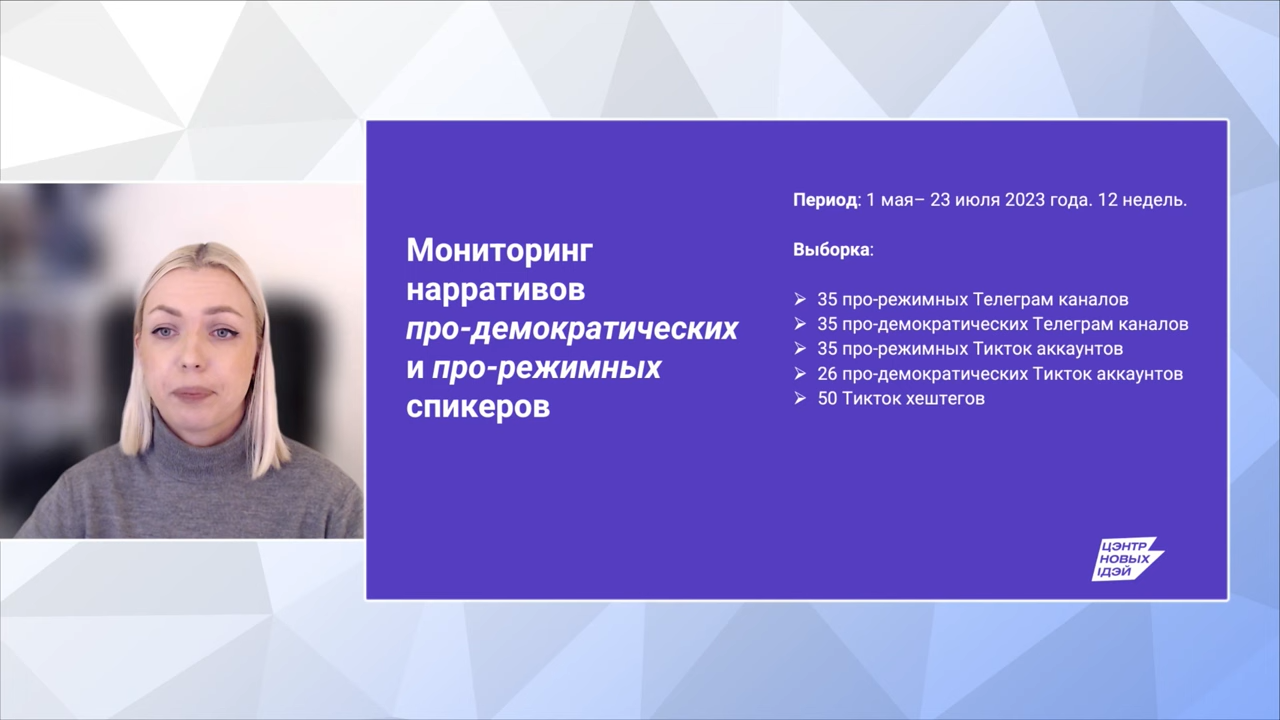 Мониторинг
нарративов
про-демократических
и про-режимных
спикеров
Период: 1 мая– 23 июля 2023 года. 12 недель.
Выборка:
35 про-режимных Телеграм каналов
35 про-демократических Телеграм каналов
35 про-режимных Тикток аккаунтов
26 про-демократических Тикток аккаунтов
50 Тикток хештегов
ЦЭНТР
НОВЫХ
ІДЭЙ